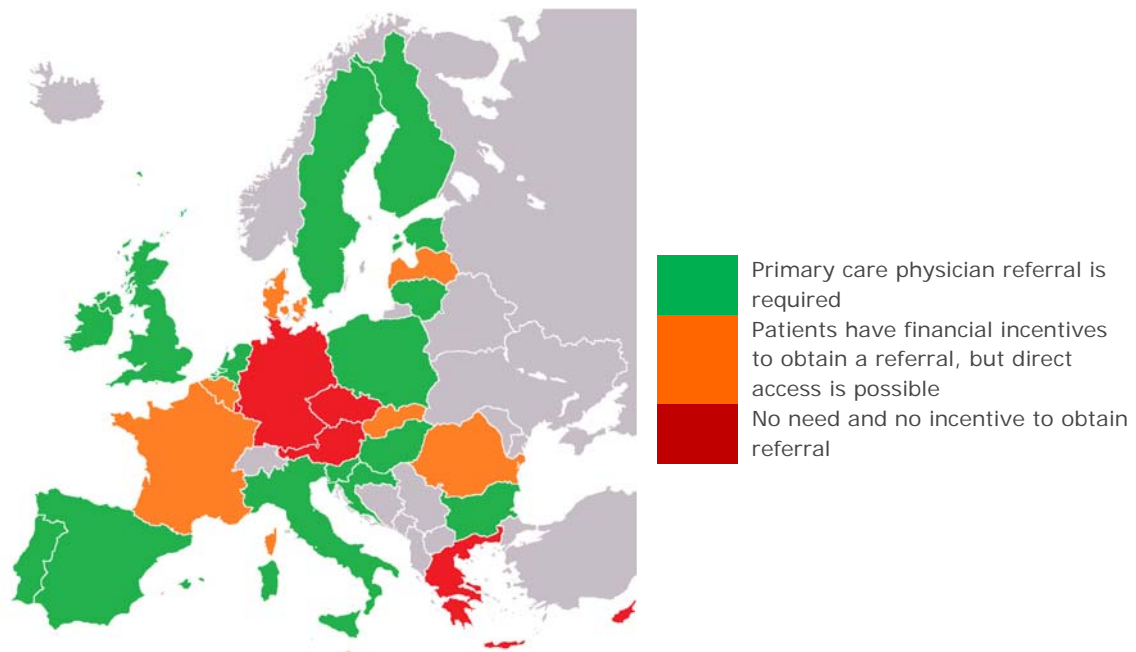 Primary care physician referral is
required
Patients have financial incentives
to obtain a referral, but direct
access is possible
No need and no incentive to obtain
referral